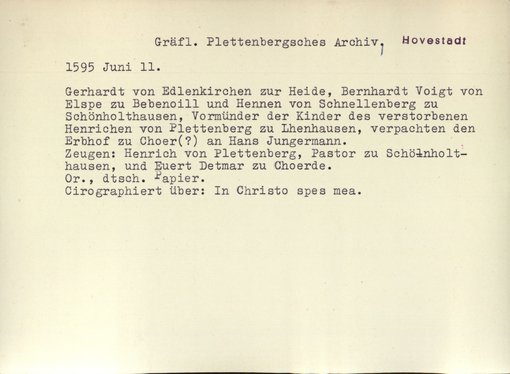 Gräfl. Plettenbergsches Archiv, Hovestadt
1595 Juni 11.
Gerhardt von Edlenkirchen zur Heide, Bernhardt Voigt von
Elspe zu Bebenoill und Hennen von Schnellenberg zu
Schönholthausen, Vormünder der Kinder des verstorbenen
Henrichen von Plettenberg zu Lhenhausen, verpachten den
Erbhof zu Choer(?) an Hans Jungermann.
Zeugen: Henrich von Plettenberg, Pastor zu Schölnholt-
hausen, und Euert Detmar zu Choerde.
Or., dtsch. Papier.
Cirographiert über: In Christo spes mea.